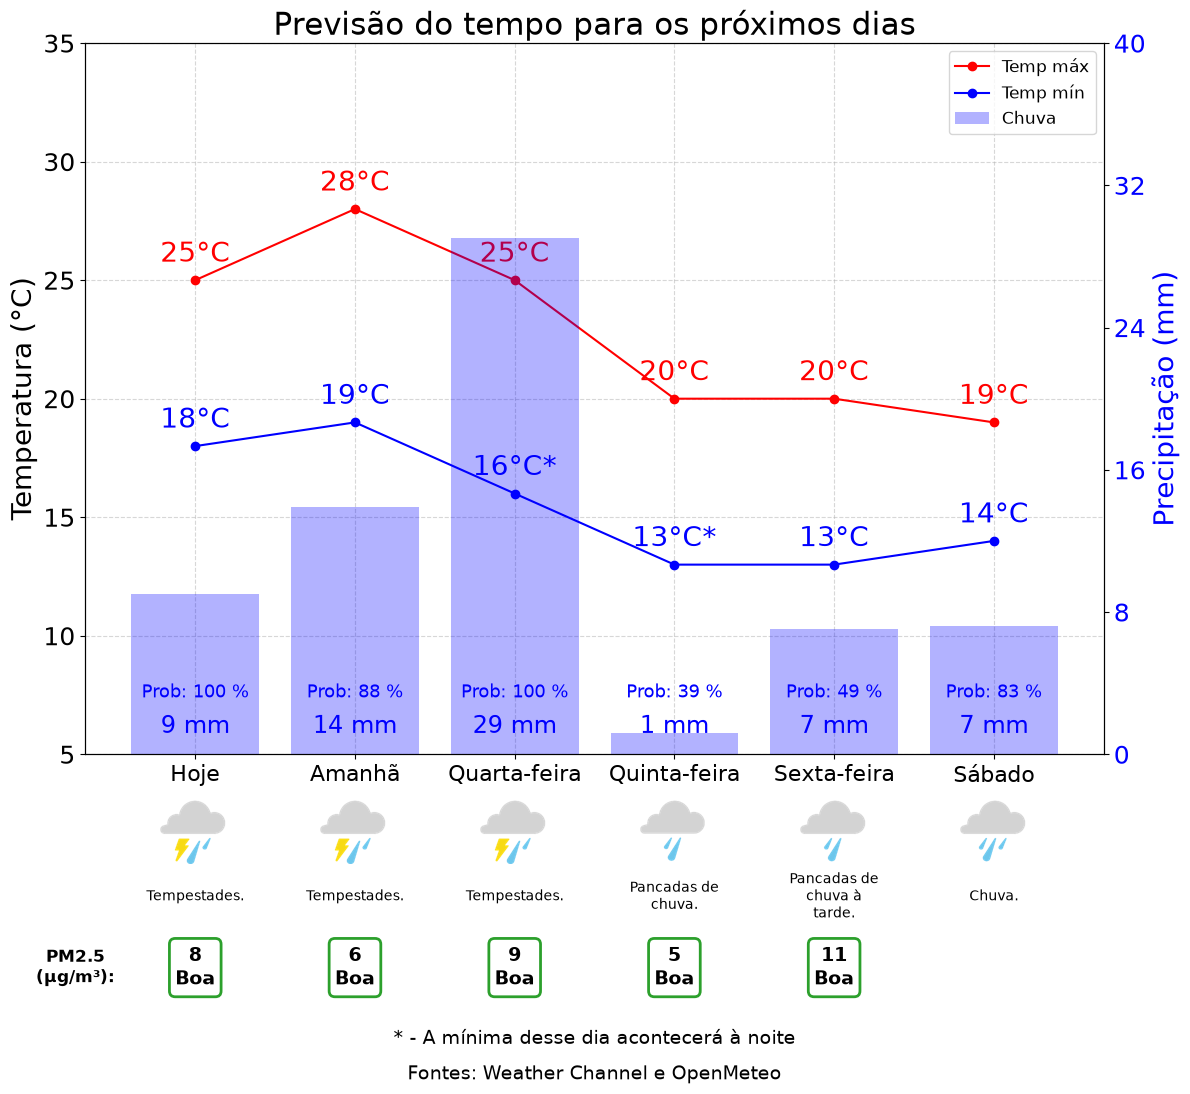 Previsão do tempo para os próximos dias
35
30
25
20
15
10
5
Temperatura (°C)
40
32
24
16
8
0
Precipitação (mm)
Temp máx
Temp mín
Chuva
25°C
28°C
25°C
20°C
20°C
19°C
18°C
19°C
16°C*
13°C*
13°C
14°C
Prob: 100 %
Prob: 88 %
Prob: 100 %
Prob: 39 %
Prob: 49 %
Prob: 83 %
9 mm
14 mm
29 mm
1 mm
7 mm
7 mm
Hoje
Amanhã
Quarta-feira
Quinta-feira
Sexta-feira
Sábado
Tempestades.
Tempestades.
Tempestades.
Pancadas de
chuva.
Pancadas de
chuva à
tarde.
Chuva.
PM2.5
(µg/m³):
8
Boa
6
Boa
9
Boa
5
Boa
11
Boa
* - A mínima desse dia acontecerá à noite
Fontes: Weather Channel e OpenMeteo